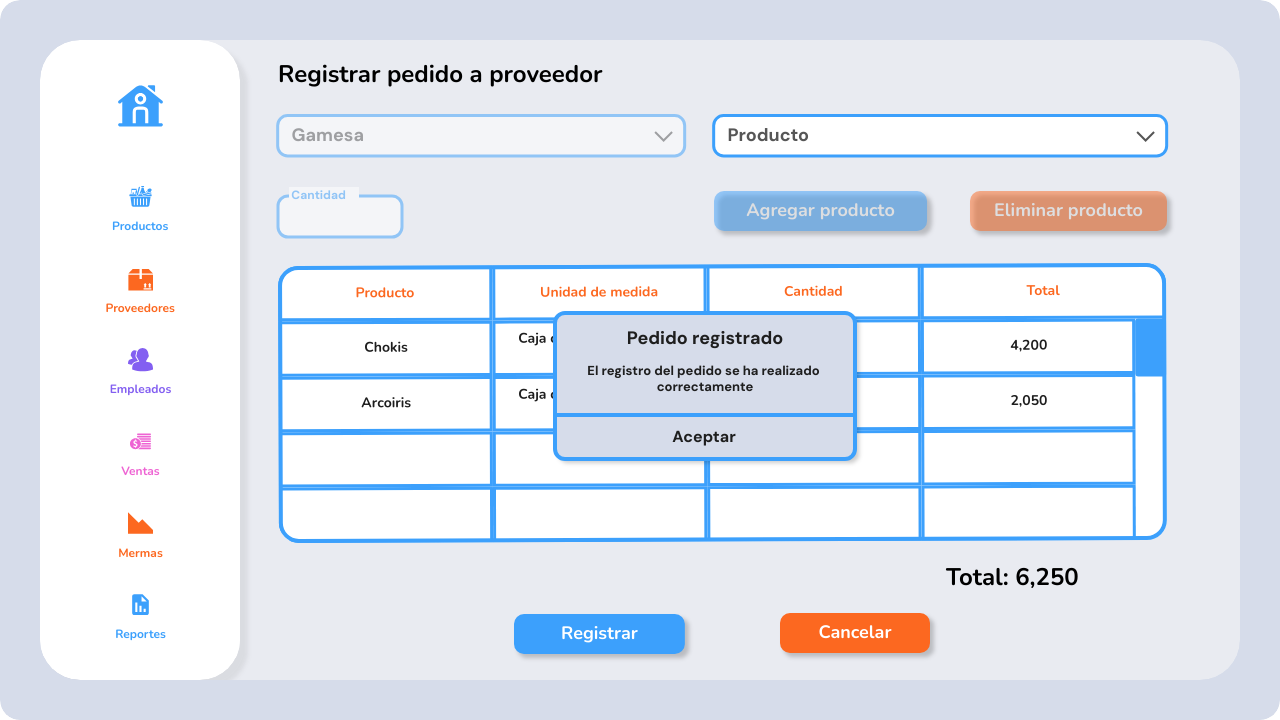 Registrar pedido a proveedor
Gamesa
Producto
Cantidad
Agregar producto
Eliminar producto
Productos
Proveedores
Empleados
Ventas
Mermas
Reportes
Producto
Unidad de medida
Cantidad
Total
Chokis
Caja
4,200
Arcoiris
Caja
2,050
Pedido registrado
El registro del pedido se ha realizado
correctamente
Aceptar
Total: 6,250
Registrar
Cancelar